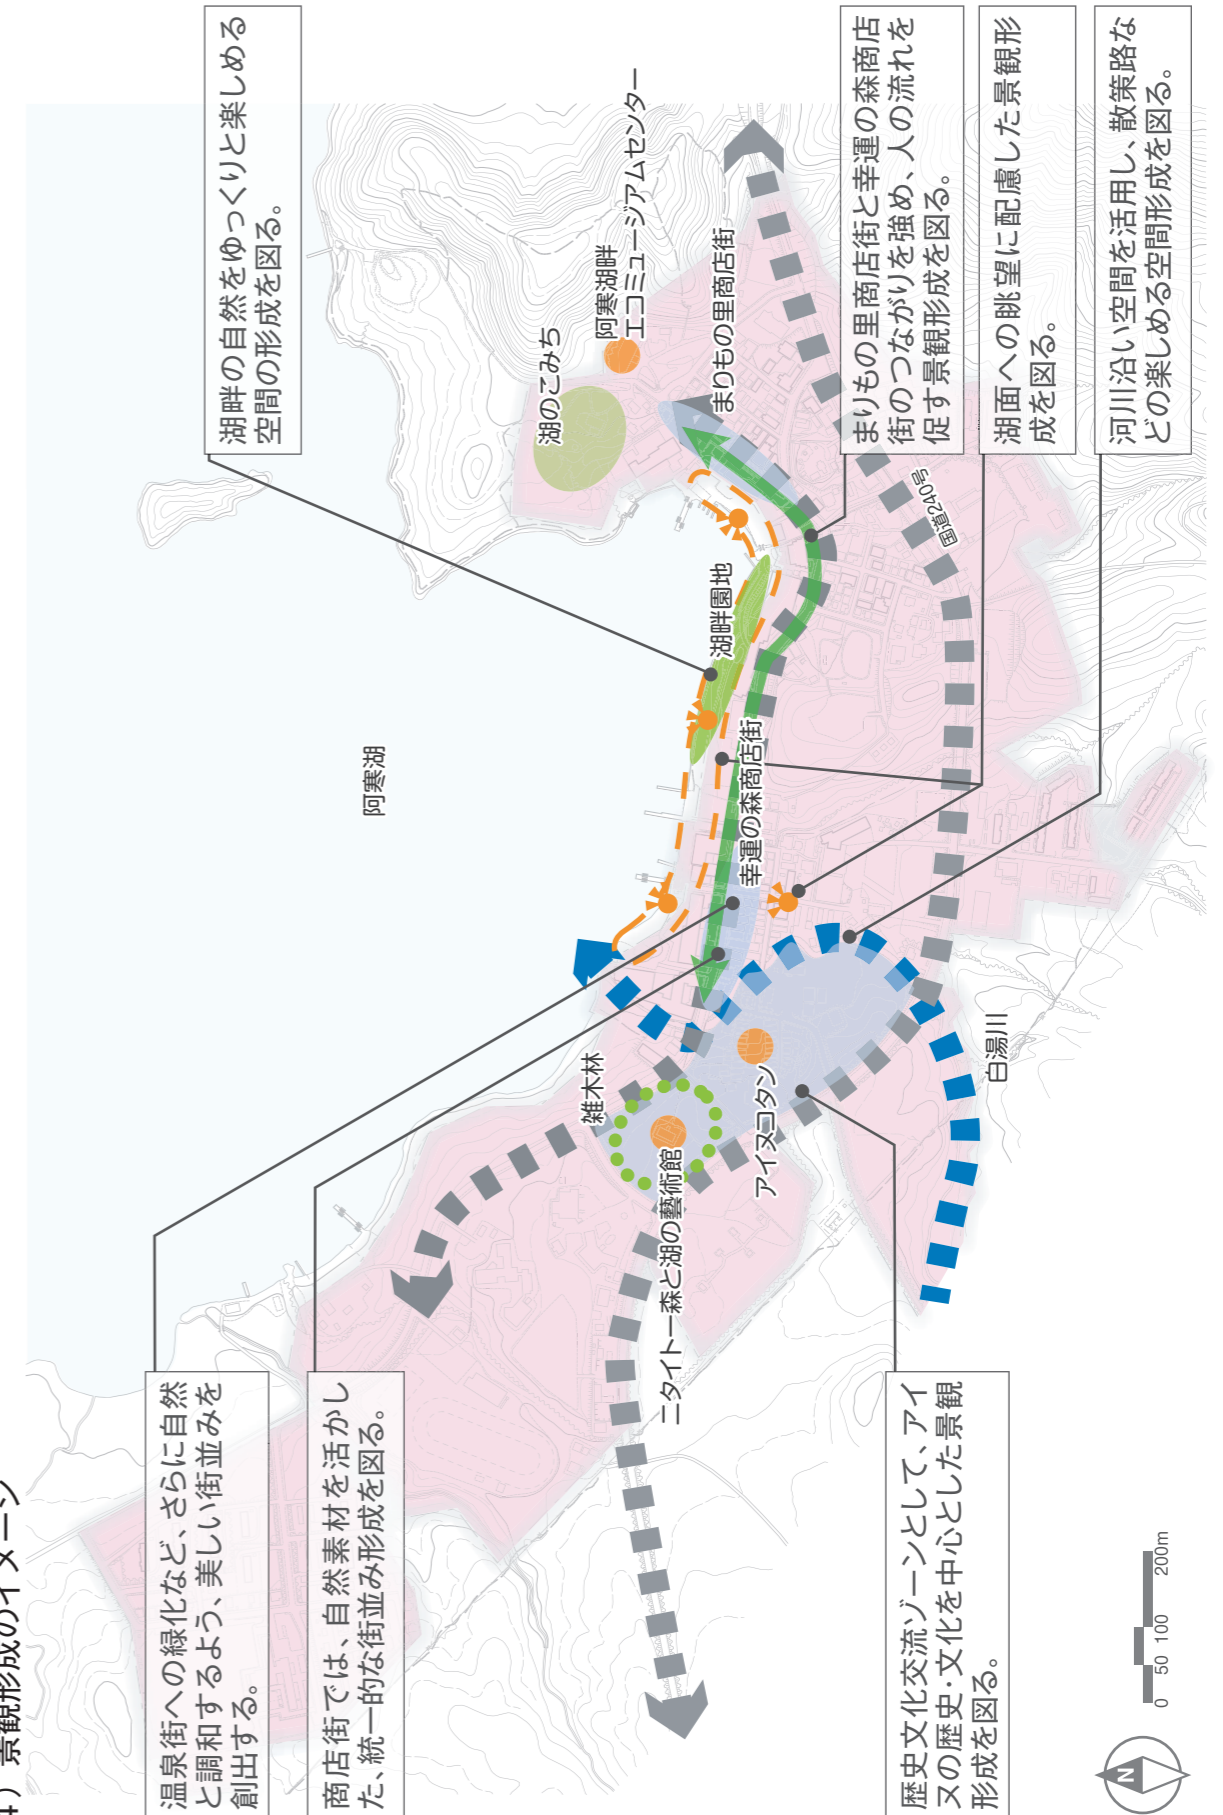 ）景観形成のイメージ
温泉街への緑化など、さらに自然
と調和するよう、美しい街並みを
創出する。
商店街では、自然素材を活かし
た、統一的な街並み形成を図る。
湖畔の自然をゆっくりと楽しめる
空間の形成を図る。
阿寒湖
湖のこみち
阿寒湖畔
エコミュージアムセンター
まりもの里商店街
湖畔園地
幸運の森商店街
国道240号
雑木林
ニタイトー森と湖の藝術館
アイヌコタン
白湯川
歴史文化交流ゾーンとして、アイ
ヌの歴史・文化を中心とした景観
形成を図る。
まりもの里商店街と幸運の森商店
街のつながりを強め、人の流れを
促す景観形成を図る。
湖面への眺望に配慮した景観形
成を図る。
河川沿い空間を活用し、散策路な
どの楽しめる空間形成を図る。
N
0 50 100 200m